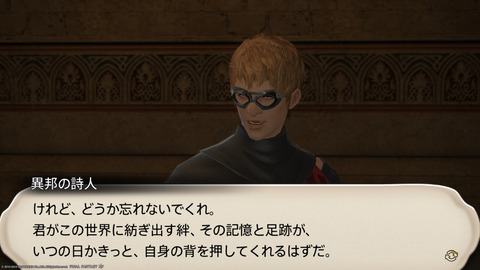 異邦の詩人
けれど、どうか忘れないでくれ。
君がこの世界に紡ぎ出す絆、その記憶と足跡が、
いつの日かきっと、自身の背を押してくれるはずだ。